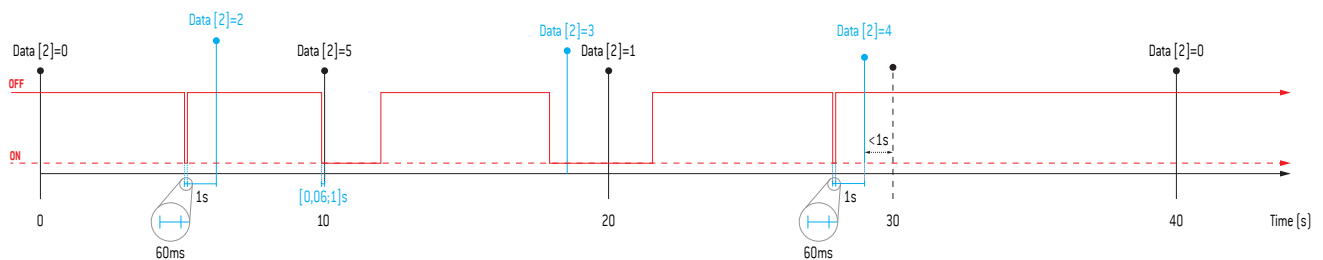 Data [2]=2
Data [2]=3
Data [2]=4
Data [2]=0
Data [2]=5
Data [2]=1
Data [2]=0
OFF
<1s
ON
1s
[0,06;1]s
1s
0
10
20
30
40
Time (s)
60ms
60ms